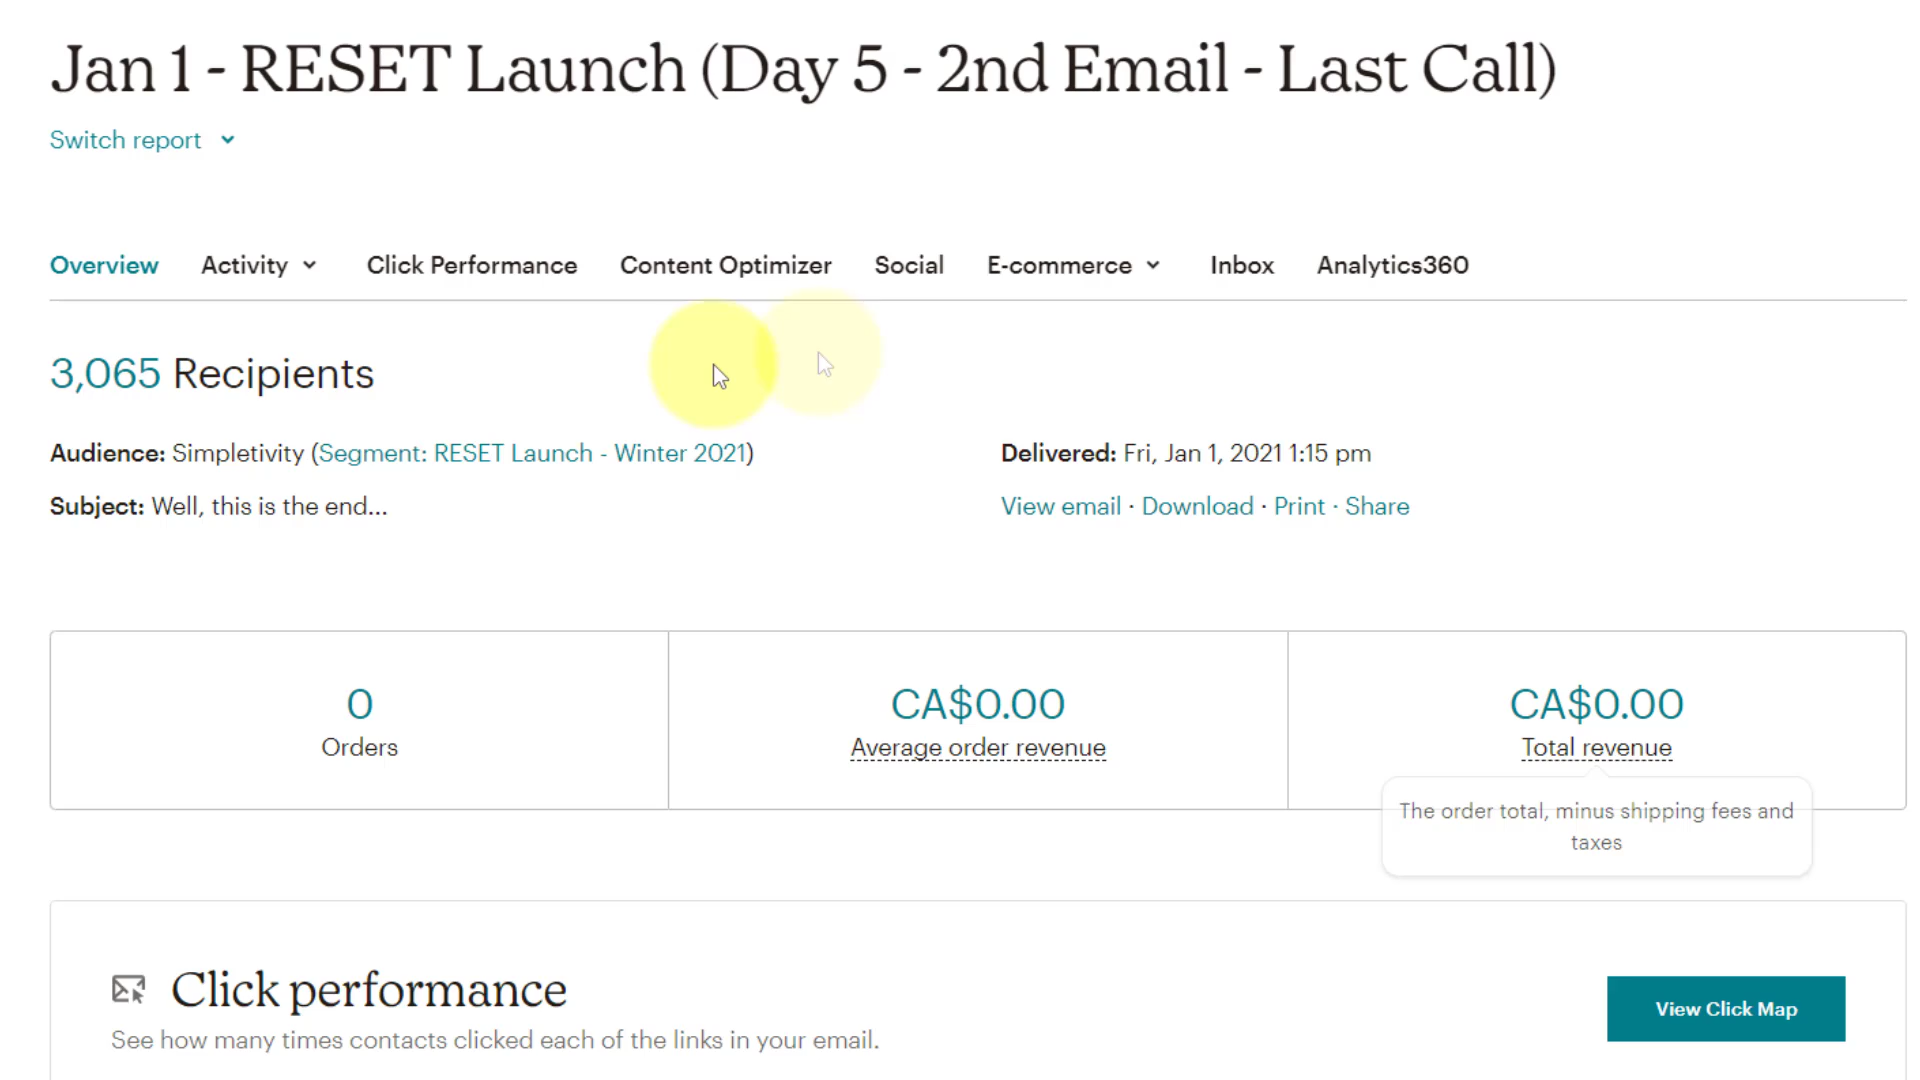 Jan 1 - RESET Launch (Day 5 - 2nd Email - Last Call)
Switch report
Overview Activity Click Performance Content Optimizer Social E-commerce Inbox Analytics360
3,065 Recipients
Audience: Simpletivity (Segment: RESET Launch - Winter 2021)
Delivered: Fri, Jan 1, 2021 1:15 pm
Subject: Well, this is the end...
View email · Download · Print · Share
0
Orders
CA$0.00
Average order revenue
CA$0.00
Total revenue
The order total, minus shipping fees and
taxes
Click performance
See how many times contacts clicked each of the links in your email.
View Click Map